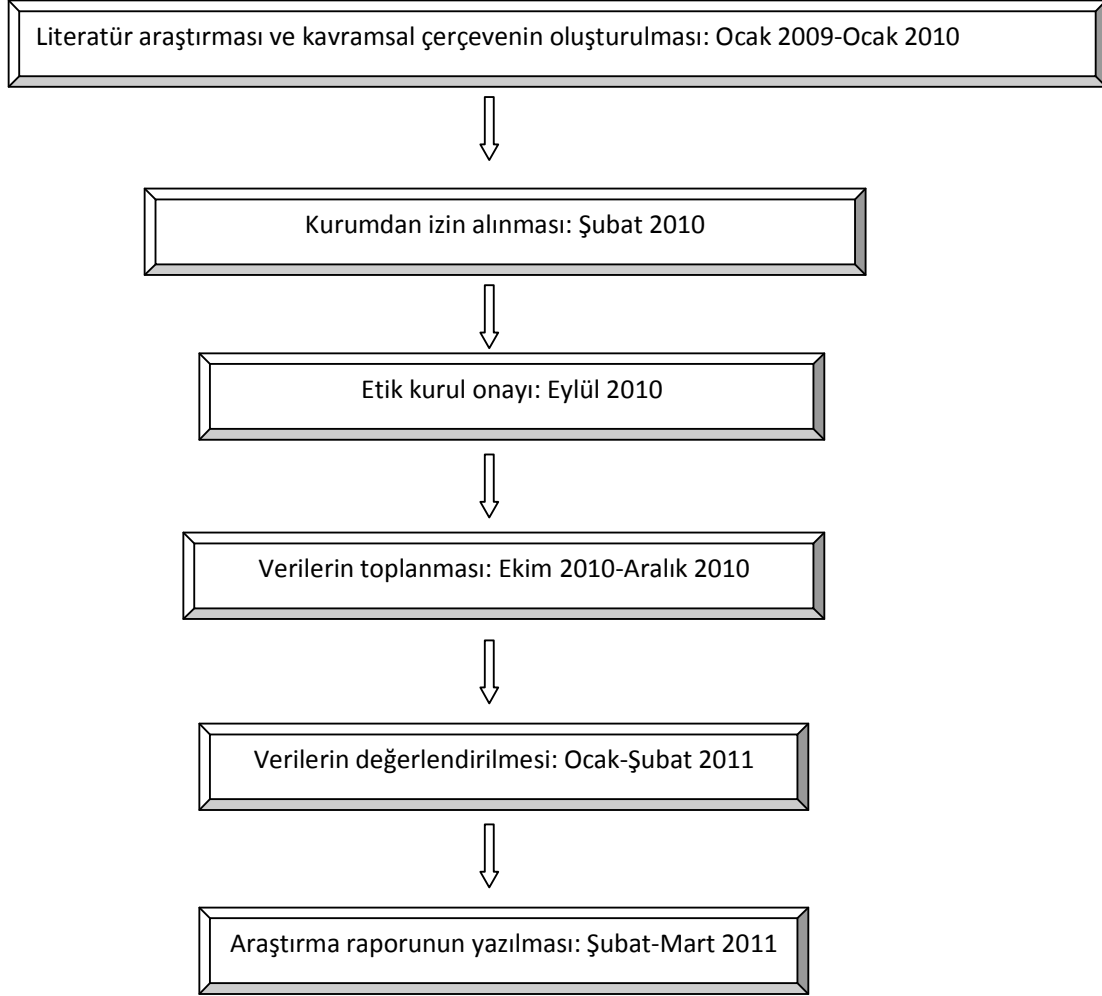 Literatür araştırması ve kavramsal çerçevenin oluşturulması: Ocak 2009-Ocak 2010
Kurumdan izin alınması: Şubat 2010
Etik kurul onayı: Eylül 2010
Verilerin toplanması: Ekim 2010-Aralık 2010
Verilerin değerlendirilmesi: Ocak-Şubat 2011
Araştırma raporunun yazılması: Şubat-Mart 2011